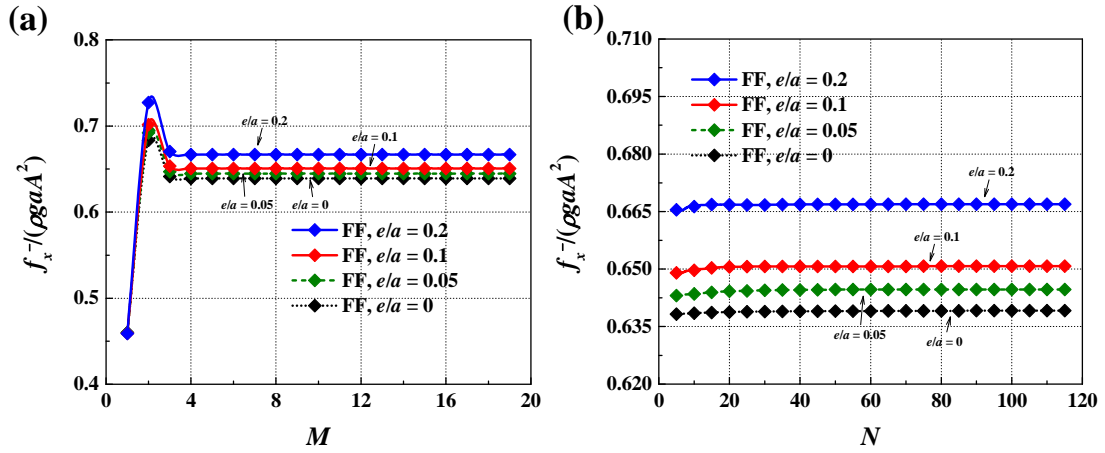 (a)
0.8
0.7
0.6
0.5
0.4
f_x^-/(ρgaA^2)
e/a = 0.2
e/a = 0.1
e/a = 0.05
e/a = 0
FF, e/a = 0.2
FF, e/a = 0.1
FF, e/a = 0.05
FF, e/a = 0
0 4 8 12 16 20
M
(b)
0.710
0.695
0.680
0.665
0.650
0.635
0.620
f_x^-/(ρgaA^2)
FF, e/a = 0.2
FF, e/a = 0.1
FF, e/a = 0.05
FF, e/a = 0
e/a = 0.2
e/a = 0.1
e/a = 0.05
e/a = 0
0 20 40 60 80 100 120
N